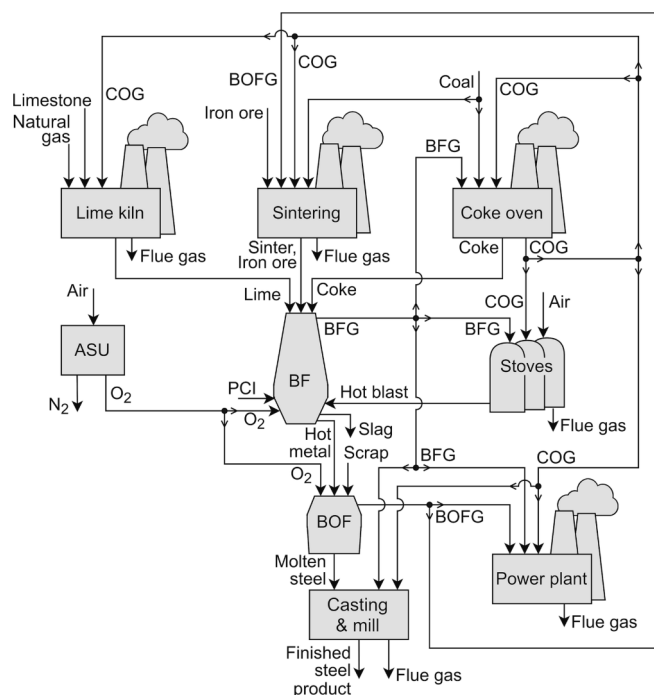 COG
BOFG
COG
Coal
COG
Limestone
Natural
gas
Iron ore
BFG
Lime kiln
Sintering
Coke oven
Flue gas
Sinter,
Iron ore
Flue gas
Coke
COG
Lime
Coke
Air
BFG
COG
Air
BFG
ASU
BF
Stoves
N2
O2
PCI
O2
Hot blast
Slag
Flue gas
Hot
metal
Scrap
BFG
COG
O2
BOF
BOFG
Molten
steel
Power plant
Casting
& mill
Flue gas
Finished
steel
product
Flue gas